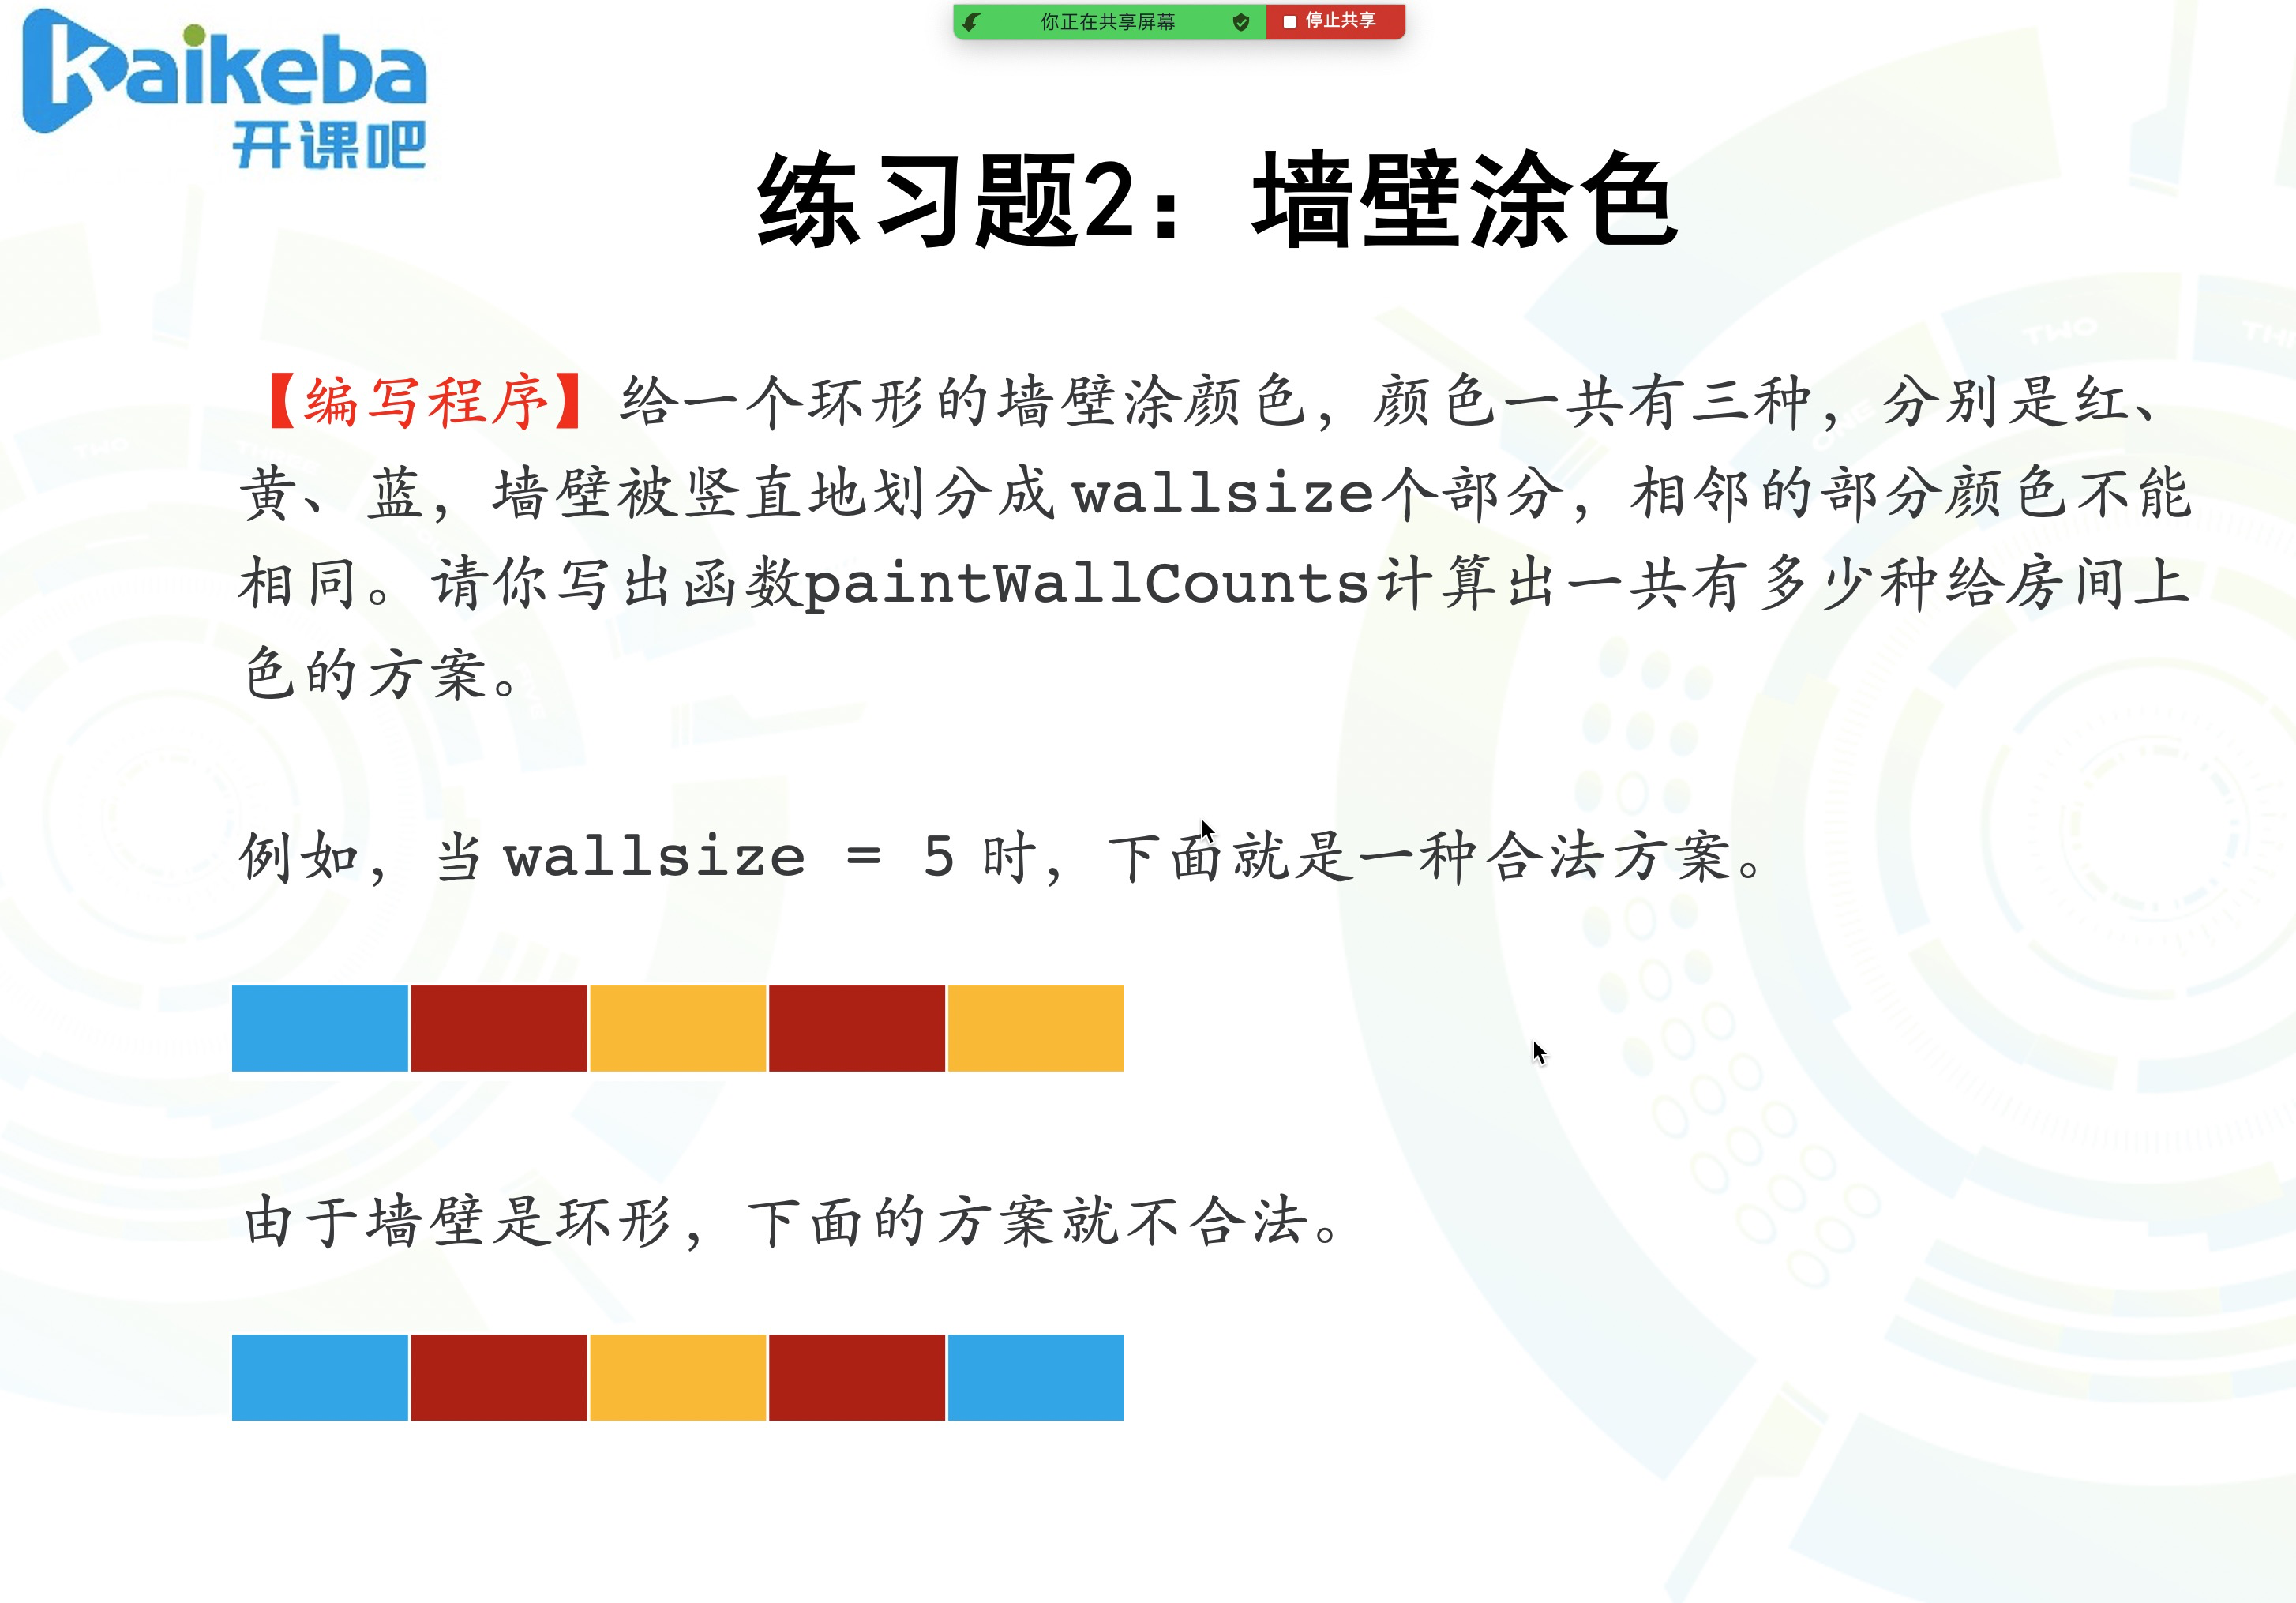 你正在共享屏幕 停止共享
kaikeba
开课吧
练习题2：墙壁涂色
【编写程序】给一个环形的墙壁涂颜色，颜色一共有三种，分别是红、
黄、蓝，墙壁被竖直地划分成 wallsize个部分，相邻的部分颜色不能
相同。请你写出函数paintWallCounts计算出一共有多少种给房间上
色的方案。
例如，当 wallsize = 5 时，下面就是一种合法方案。
由于墙壁是环形，下面的方案就不合法。
TWO
ONE
TWO